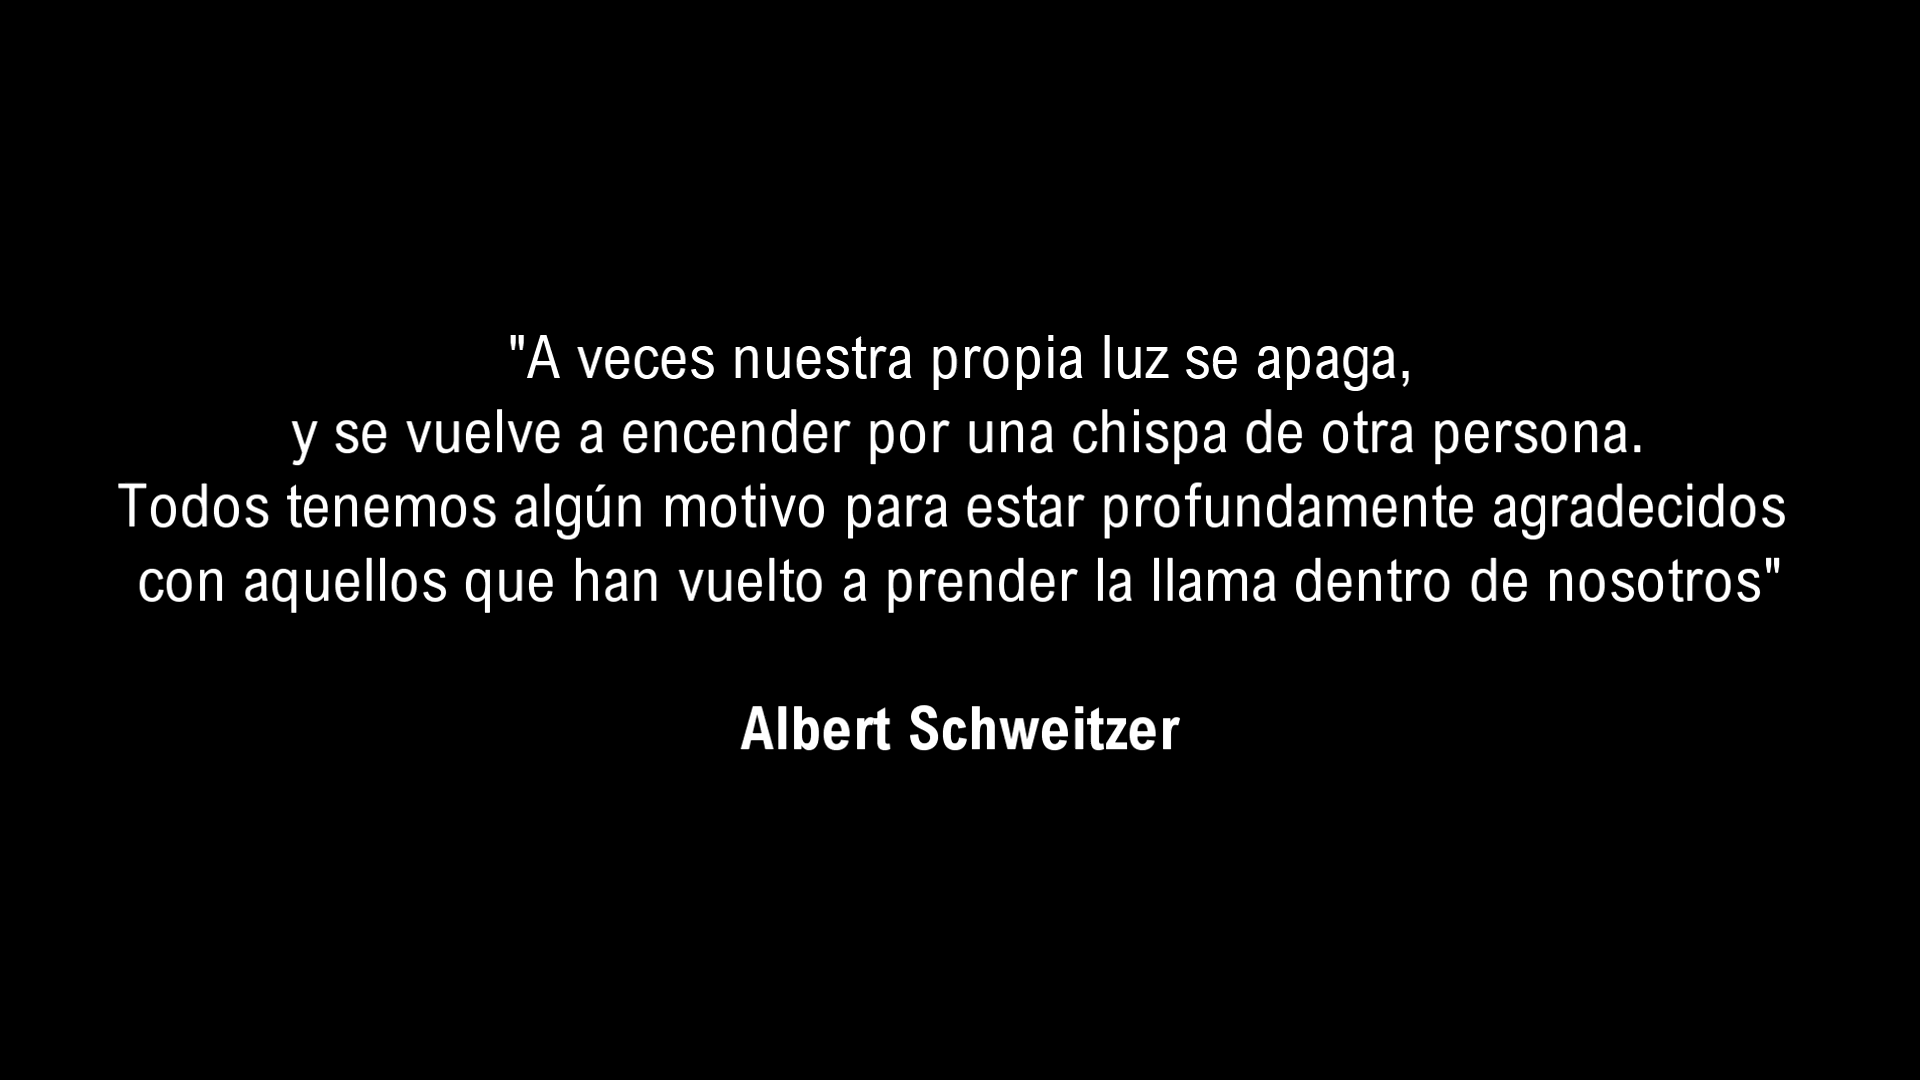 "A veces nuestra propia luz se apaga,
y se vuelve a encender por una chispa de otra persona.
Todos tenemos algún motivo para estar profundamente agradecidos
con aquellos que han vuelto a prender la llama dentro de nosotros"
Albert Schweitzer